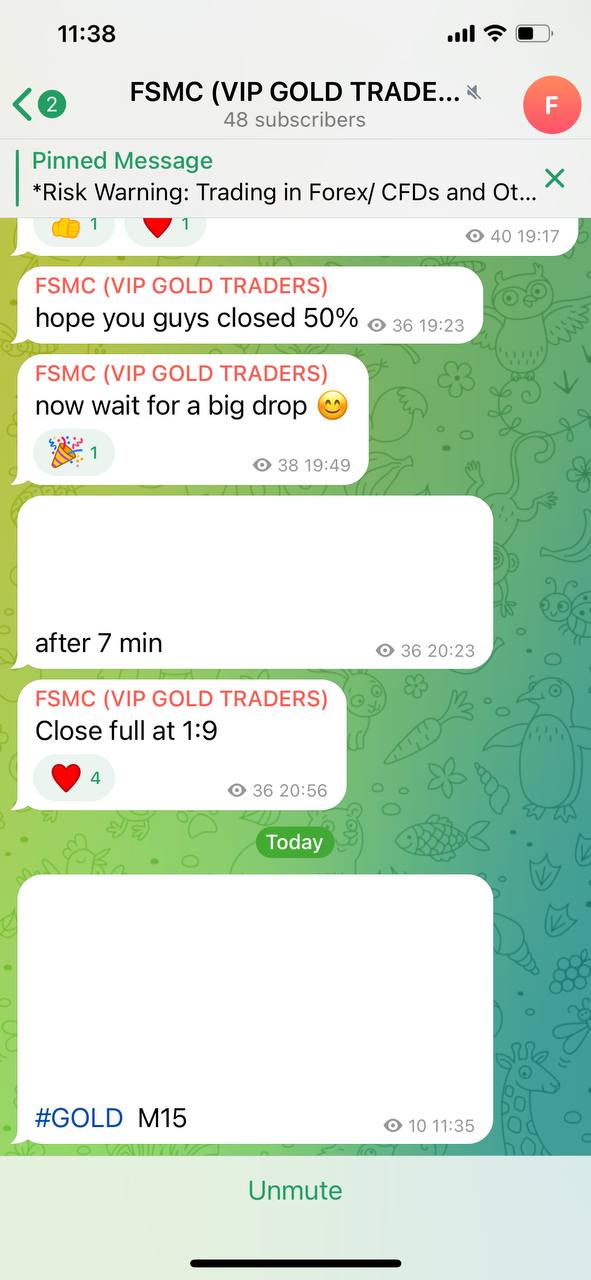 11:38
2
FSMC (VIP GOLD TRADE...
48 subscribers
F
Pinned Message
*Risk Warning: Trading in Forex/ CFDs and Ot...
1 1
40 19:17
FSMC (VIP GOLD TRADERS)
hope you guys closed 50% 36 19:23
FSMC (VIP GOLD TRADERS)
now wait for a big drop 😊
1
38 19:49
after 7 min 36 20:23
FSMC (VIP GOLD TRADERS)
Close full at 1:9
4
36 20:56
Today
#GOLD M15 10 11:35
Unmute